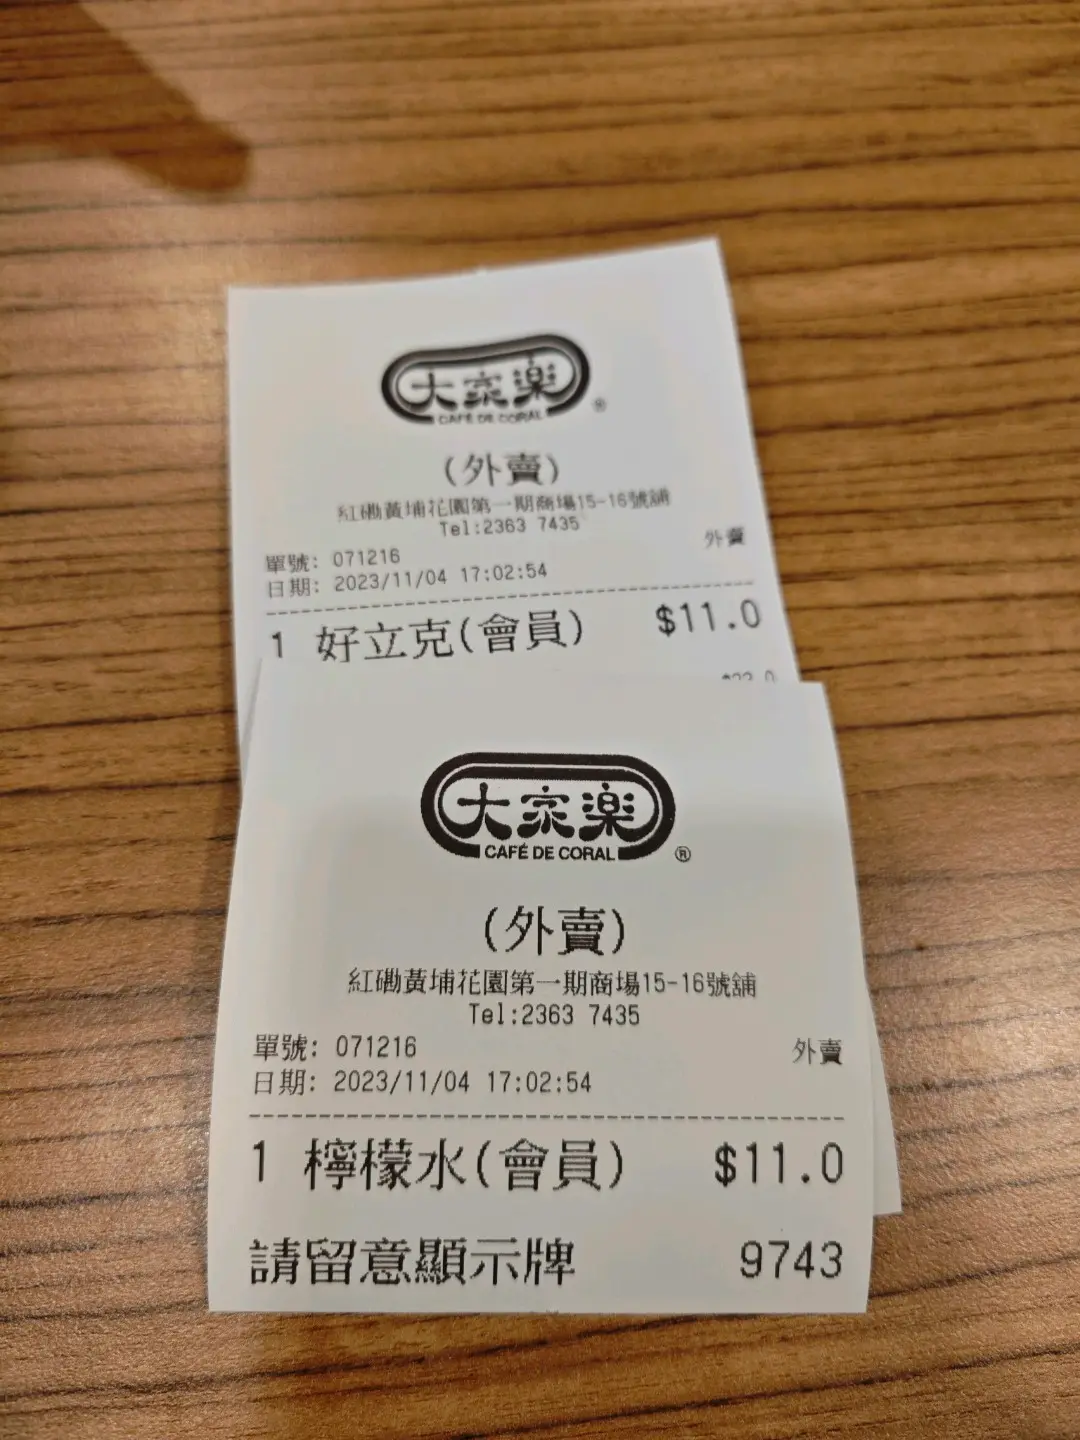 大家樂
CAFÉ DE CORAL ®
(外賣)
紅磡黃埔花園第一期商場15-16號舖
Tel:2363 7435
單號: 071216 外賣
日期: 2023/11/04 17:02:54
1 好立克(會員) $11.0
大家樂
CAFÉ DE CORAL ®
(外賣)
紅磡黃埔花園第一期商場15-16號舖
Tel:2363 7435
單號: 071216 外賣
日期: 2023/11/04 17:02:54
1 檸檬水(會員) $11.0
請留意顯示牌 9743